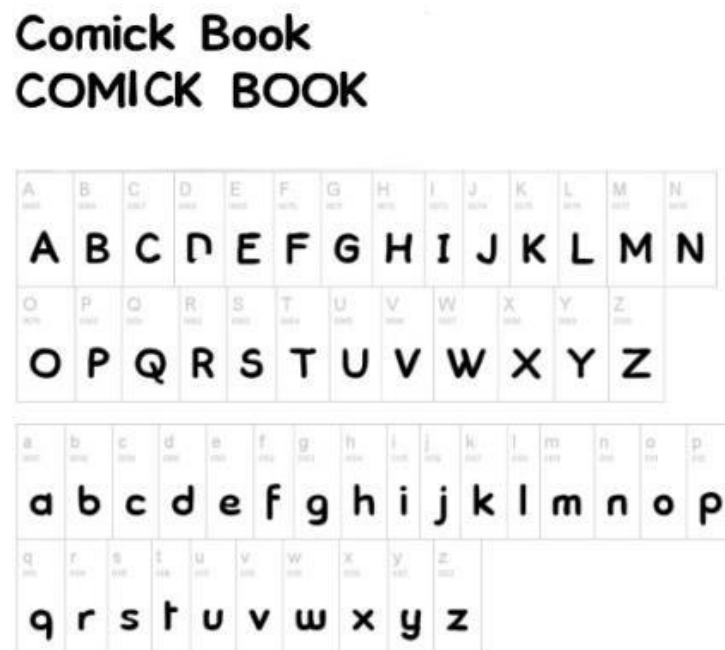 Comick Book
COMICK BOOK
A B C D E F G H I J K L M N
A B C D E F G H I J K L M N
O P Q R S T U V W X Y Z
O P Q R S T U V W X Y Z
a b c d e f g h i j k l m n o p
a b c d e f g h i j k l m n o p
q r s t u v w x y z
q r s t u v w x y z